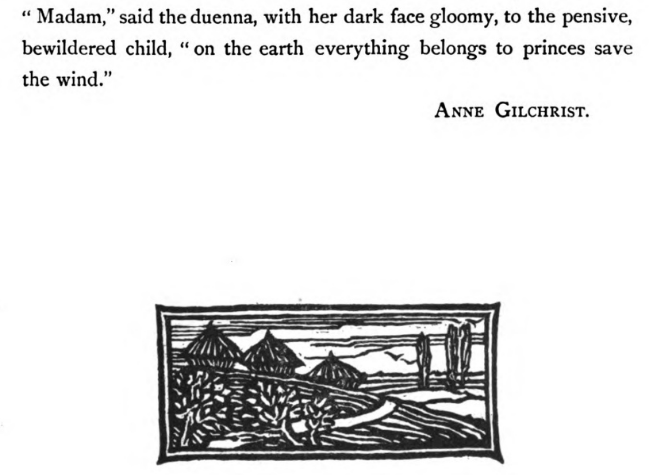 “ Madam,” said the duenna, with her dark face gloomy, to the pensive,
bewildered child, “ on the earth everything belongs to princes save
the wind.”
ANNE GILCHRIST.